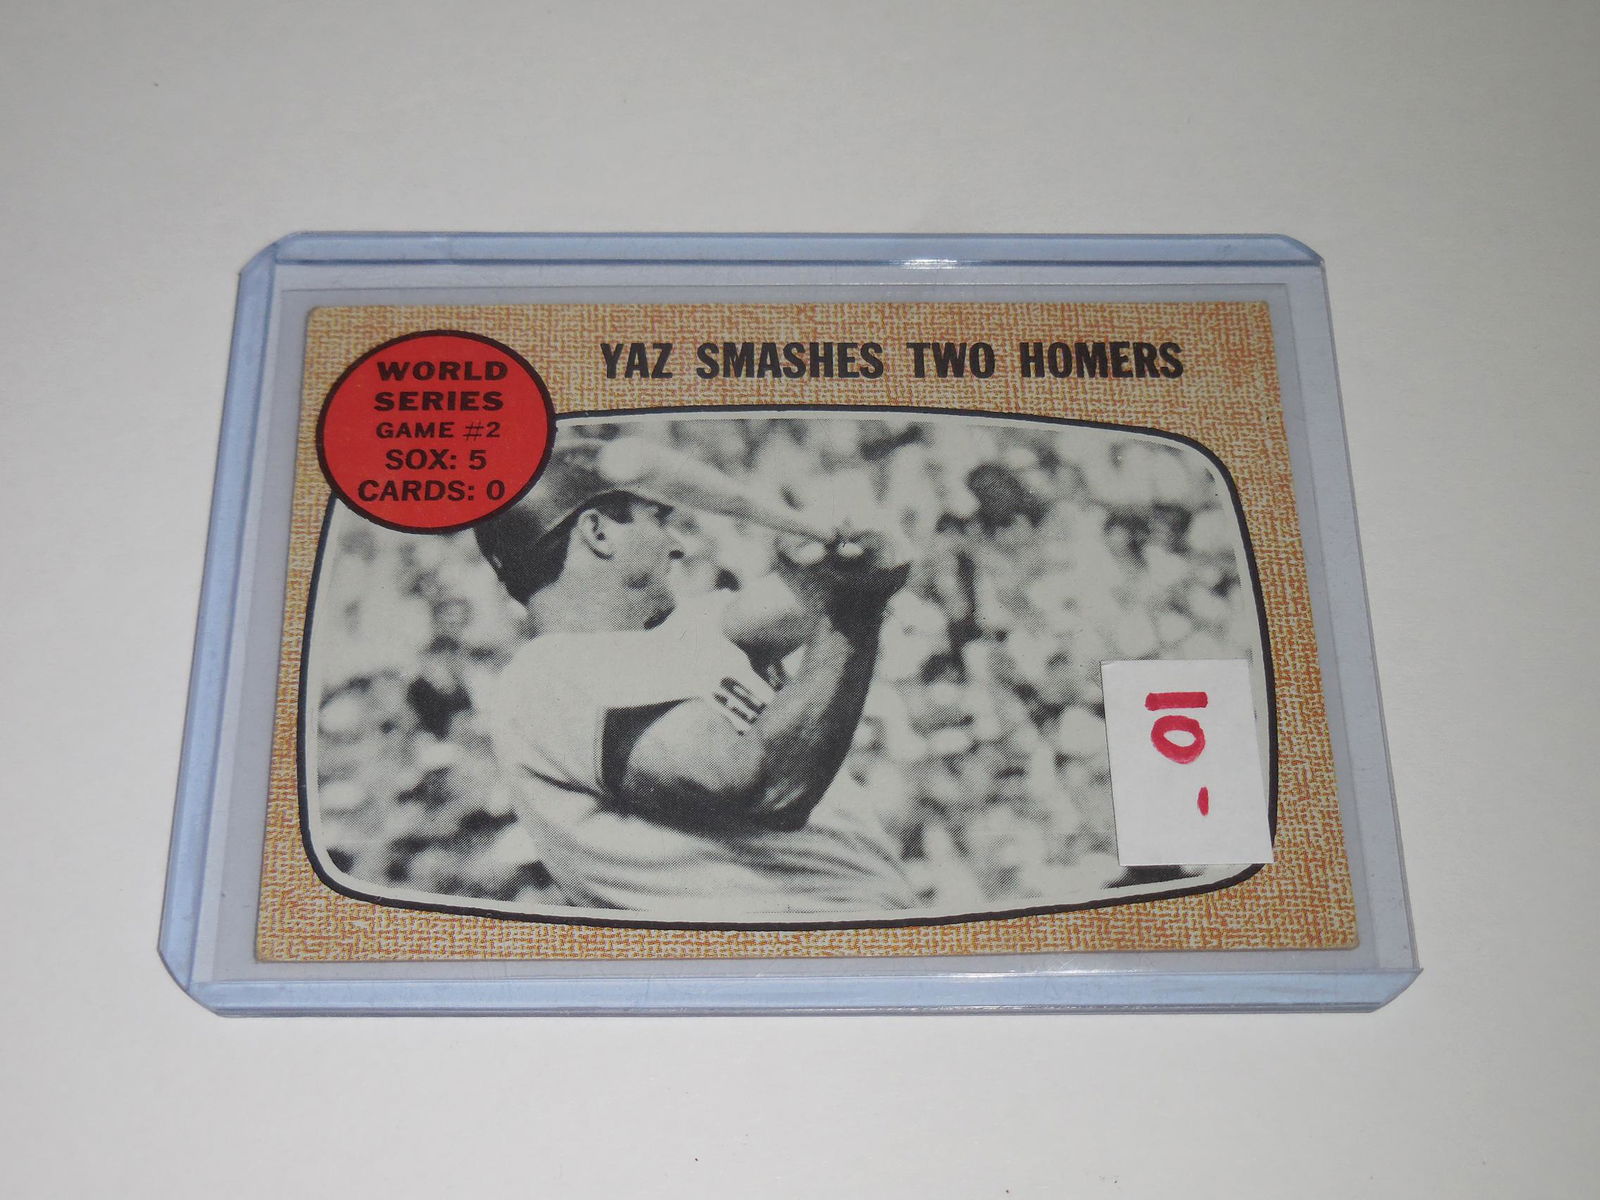 WORLD
SERIES
GAME #2
SOX: 5
CARDS: 0
YAZ SMASHES TWO HOMERS
10-